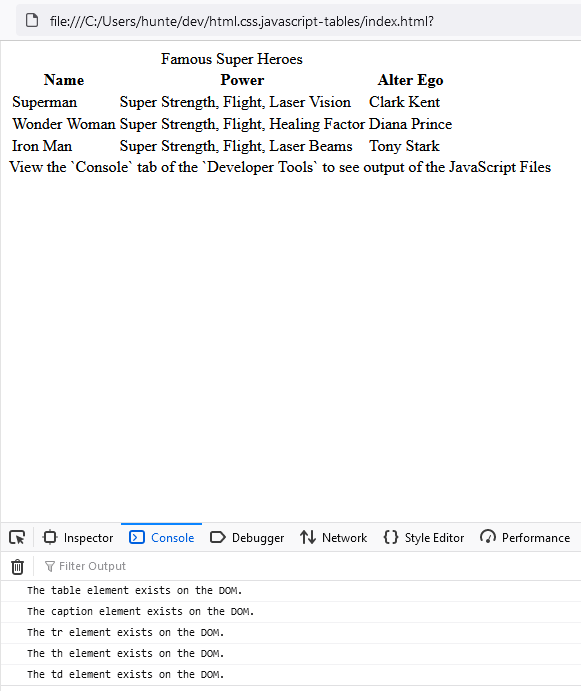 file:///C:/Users/hunte/dev/html.css.javascript-tables/index.html?
Famous Super Heroes
Name Power Alter Ego
Superman Super Strength, Flight, Laser Vision Clark Kent
Wonder Woman Super Strength, Flight, Healing Factor Diana Prince
Iron Man Super Strength, Flight, Laser Beams Tony Stark
View the `Console` tab of the `Developer Tools` to see output of the JavaScript Files
Inspector Console Debugger Network Style Editor Performance
Filter Output
The table element exists on the DOM.
The caption element exists on the DOM.
The tr element exists on the DOM.
The th element exists on the DOM.
The td element exists on the DOM.